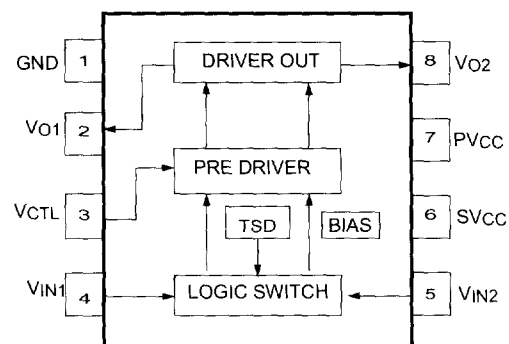 GND 1 DRIVER OUT 8 VO2
VO1 2 7 PVCC
PRE DRIVER
VCTL 3 TSD BIAS 6 SVCC
VIN1 4 LOGIC SWITCH 5 VIN2